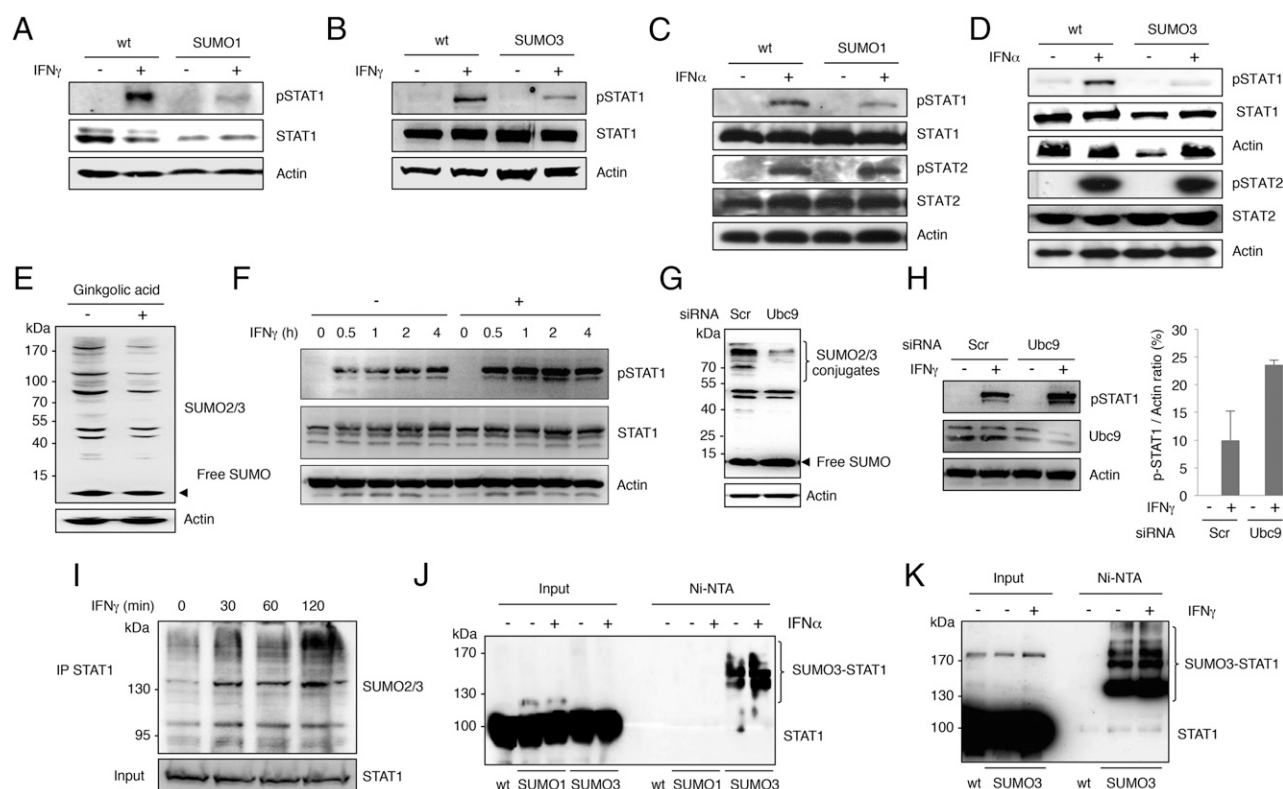 A
wt SUMO1
IFNγ - + - +
pSTAT1
STAT1
Actin
B
wt SUMO3
IFNγ - + - +
pSTAT1
STAT1
Actin
C
wt SUMO1
IFNα - + - +
pSTAT1
STAT1
pSTAT2
STAT2
Actin
D
wt SUMO3
IFNα - + - +
pSTAT1
STAT1
Actin
pSTAT2
STAT2
Actin
E
Ginkgolic acid
kDa - +
170
100
70
55
40
15
SUMO2/3
Free SUMO
Actin
F
- +
IFNγ (h) 0 0.5 1 2 4 0 0.5 1 2 4
pSTAT1
STAT1
Actin
G
siRNA Scr Ubc9
kDa
70
55
40
25
15
SUMO2/3
conjugates
Free SUMO
Actin
H
siRNA Scr Ubc9
IFNγ - + - +
pSTAT1
Ubc9
Actin
p-STAT1 / Actin ratio (%)
30
25
20
15
10
5
0
IFNγ - + - +
siRNA Scr Ubc9
I
IFNγ (min) 0 30 60 120
kDa
IP STAT1
130
95
SUMO2/3
Input STAT1
J
Input Ni-NTA
- - + - + - - + - + IFNα
kDa
170
130
100
SUMO3-STAT1
STAT1
wt SUMO1 SUMO3 wt SUMO1 SUMO3
K
Input Ni-NTA
- - + - - + IFNγ
kDa
170
130
100
SUMO3-STAT1
STAT1
wt SUMO3 wt SUMO3